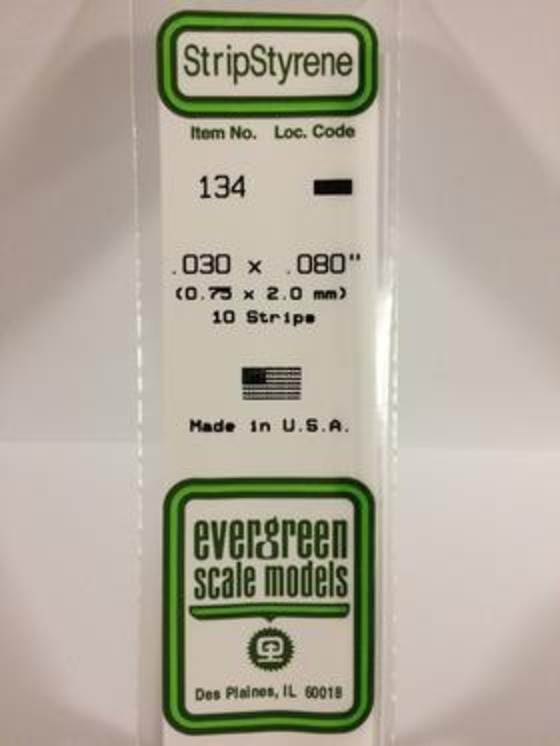 StripStyrene
Item No. Loc. Code
134
.030 x .080"
(0.75 x 2.0 mm)
10 Strips
Made in U.S.A.
evergreen
scale models
Des Plaines, IL 60018